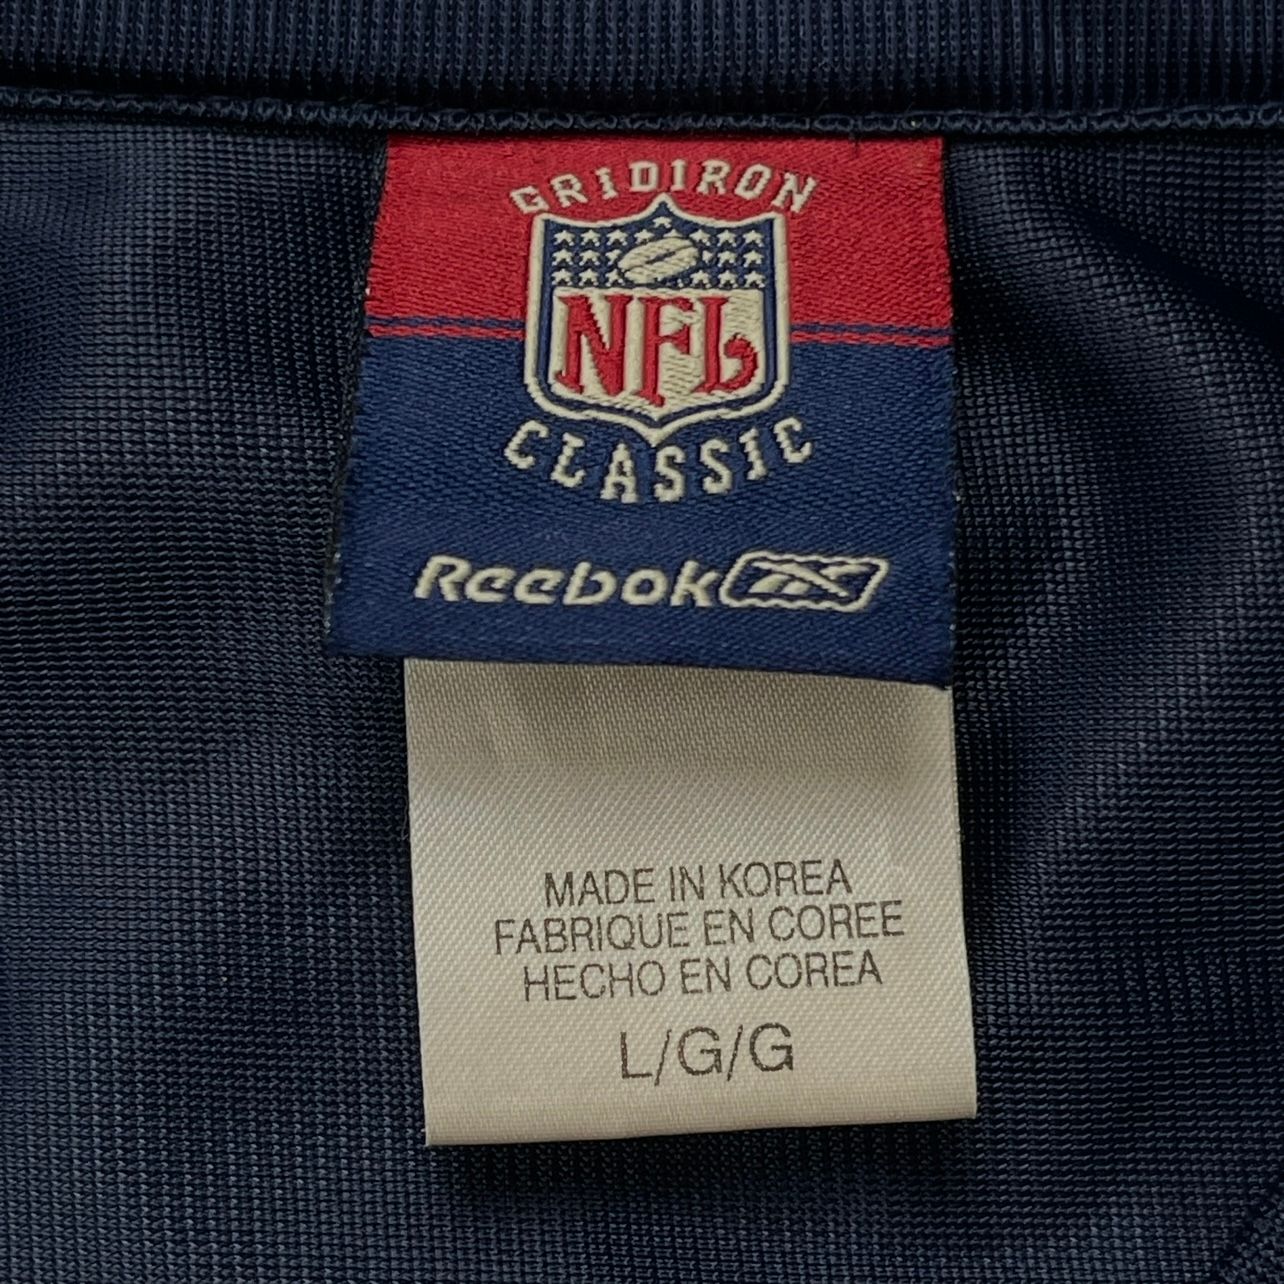 GRIDIRON
NFL
CLASSIC
Reebok
MADE IN KOREA
FABRIQUE EN COREE
HECHO EN COREA
L/G/G